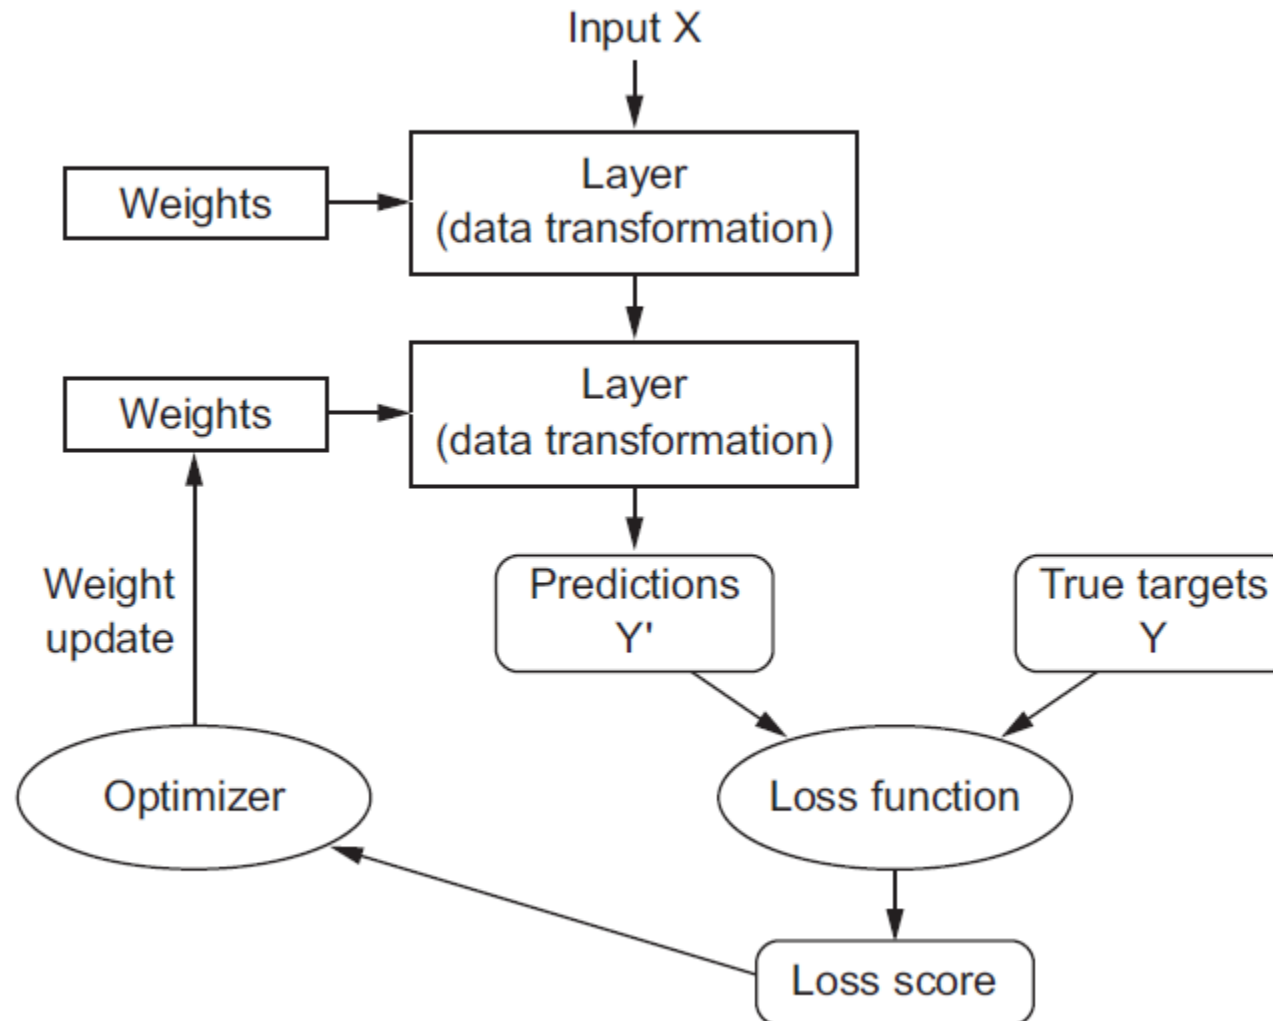 Input X
Layer
(data transformation)
Weights
Layer
(data transformation)
Weights
Weight
update
Predictions
Y'
True targets
Y
Optimizer
Loss function
Loss score